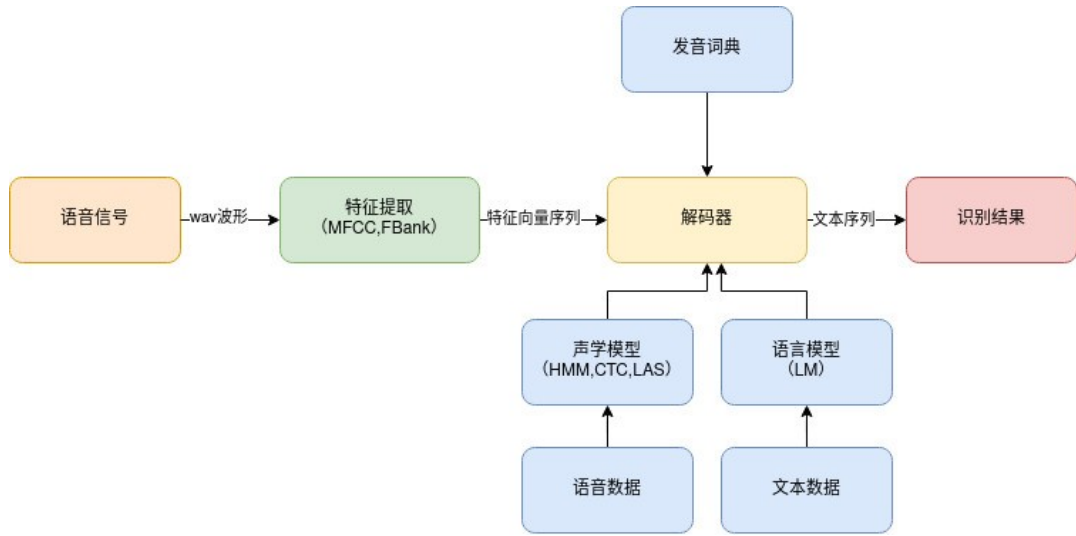 发音词典
语音信号
wav波形
特征提取
（MFCC,FBank）
特征向量序列
解码器
文本序列
识别结果
声学模型
（HMM,CTC,LAS）
语言模型
（LM）
语音数据
文本数据